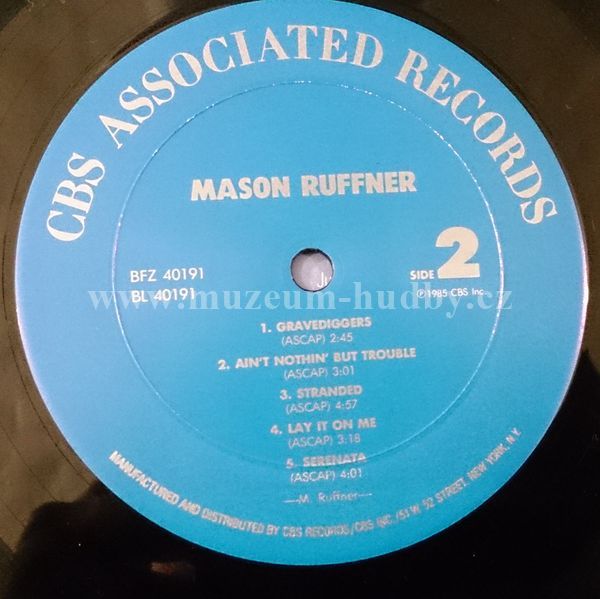 CBS ASSOCIATED RECORDS
MASON RUFFNER
BFZ 40191
BL 40191
SIDE 2
℗1985 CBS Inc.
www.muzeum-hudby.cz
1. GRAVEDIGGERS
(ASCAP) 2:45
2. AIN'T NOTHIN' BUT TROUBLE
(ASCAP) 3:01
3. STRANDED
(ASCAP) 4:57
4. LAY IT ON ME
(ASCAP) 3:18
5. SERENATA
(ASCAP) 4:01
—M. Ruffner—
MANUFACTURED AND DISTRIBUTED BY CBS RECORDS/CBS INC./51 W 52 STREET, NEW YORK, N.Y.